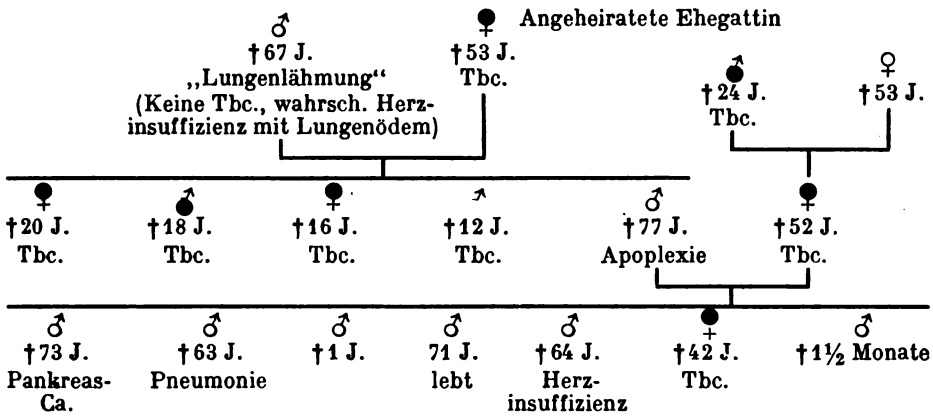 ♂ ♀ Angeheiratete Ehegattin
†67 J. †53 J.
„Lungenlähmung“ Tbc.
(Keine Tbc., wahrsch. Herz-
insuffizienz mit Lungenödem)
♂ ♀
†24 J. †53 J.
Tbc.
♀ ♂ ♀ ♂ ♀
†20 J. †18 J. †16 J. †12 J. †77 J. †52 J.
Tbc. Tbc. Tbc. Tbc. Apoplexie Tbc.
♂ ♂ ♂ ♂ ♂ ♀ ♂
†73 J. †63 J. †1 J. 71 J. †64 J. †42 J. †1½ Monate
Pankreas- Pneumonie lebt Herz- Tbc.
Ca. insuffizienz